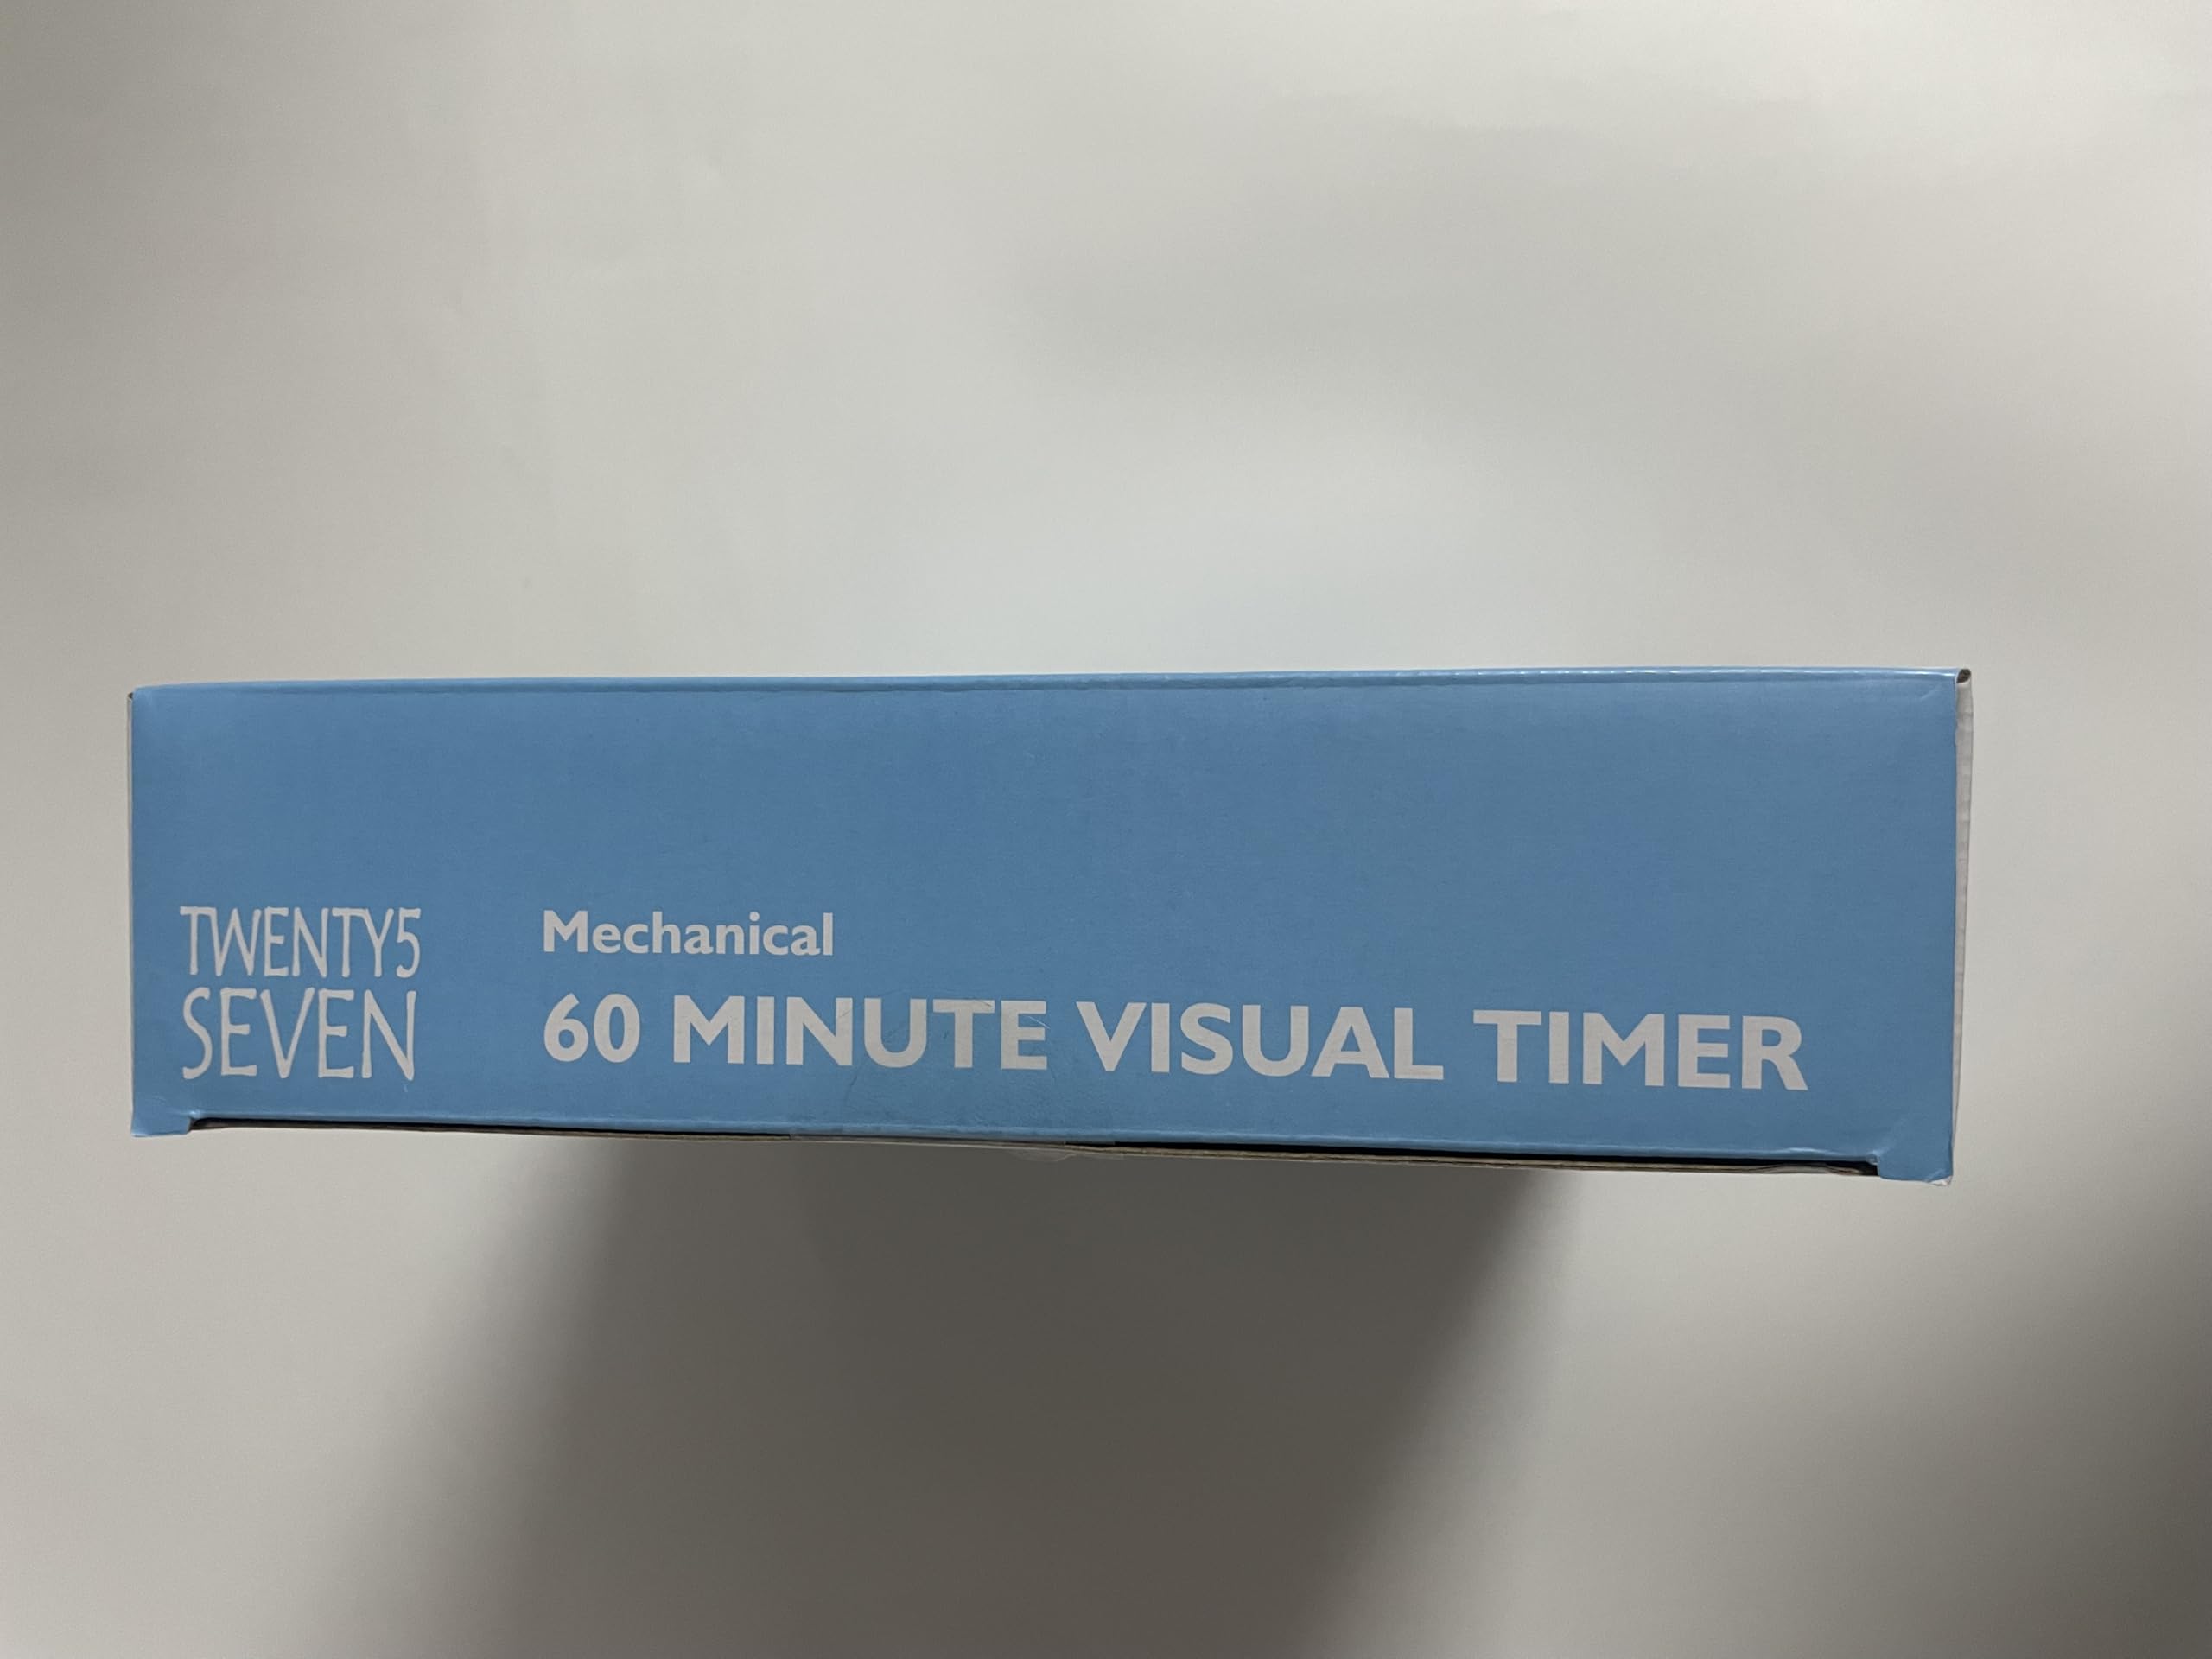 TWENTY5
SEVEN
Mechanical
60 MINUTE VISUAL TIMER